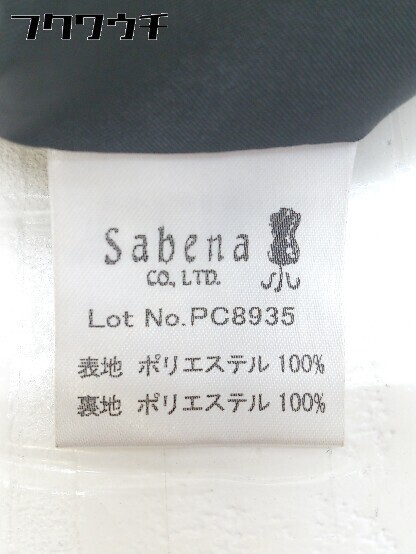 フクワウチ
Sabena
CO., LTD.
Lot No.PC8935
表地 ポリエステル 100%
裏地 ポリエステル 100%